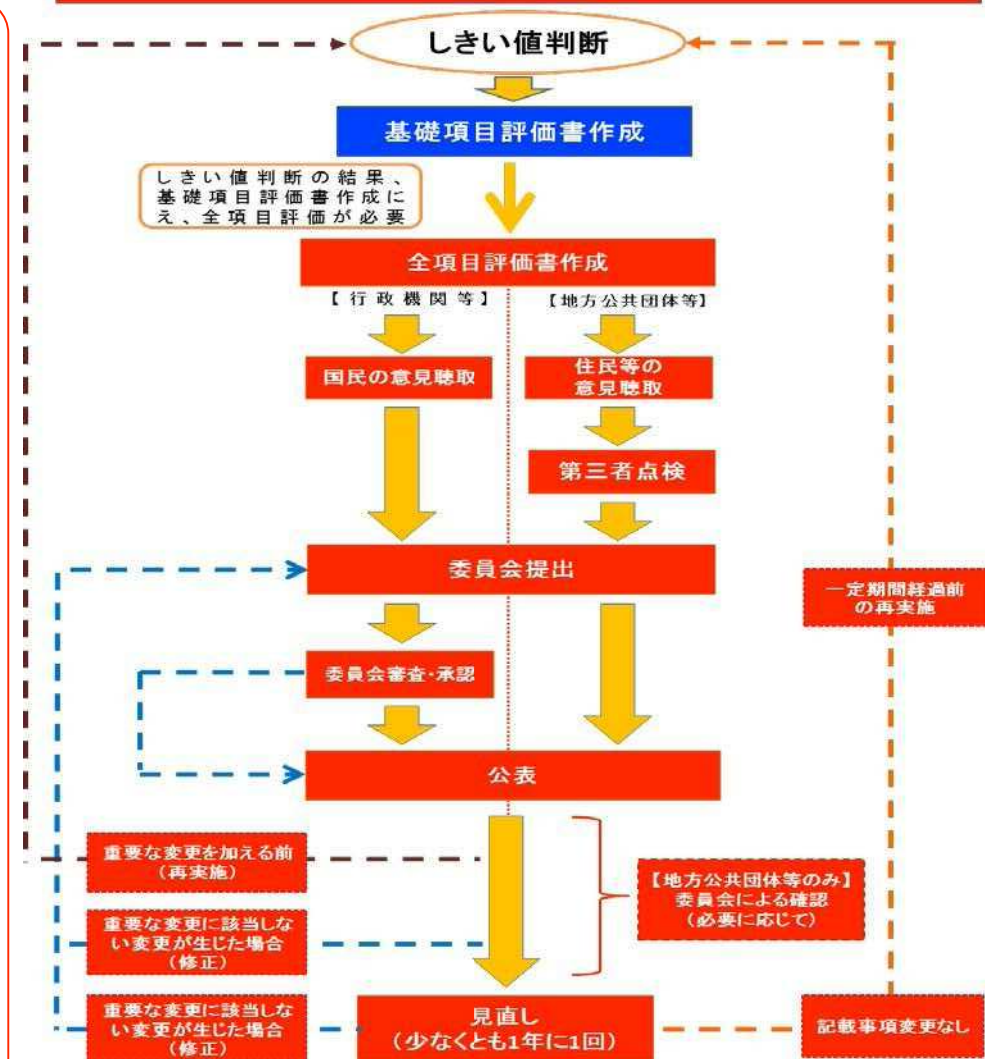 しきい値判断
基礎項目評価書作成
しきい値判断の結果、
基礎項目評価書作成に
え、全項目評価が必要
全項目評価書作成
【行政機関等】
【地方公共団体等】
国民の意見聴取
住民等の
意見聴取
第三者点検
委員会提出
一定期間経過前
の再実施
委員会審査・承認
公表
重要な変更を加える前
(再実施)
【地方公共団体等のみ】
委員会による確認
(必要に応じて)
重要な変更に該当しな
い変更が生じた場合
(修正)
重要な変更に該当しな
い変更が生じた場合
(修正)
見直し
(少なくとも1年に1回)
記載事項変更なし